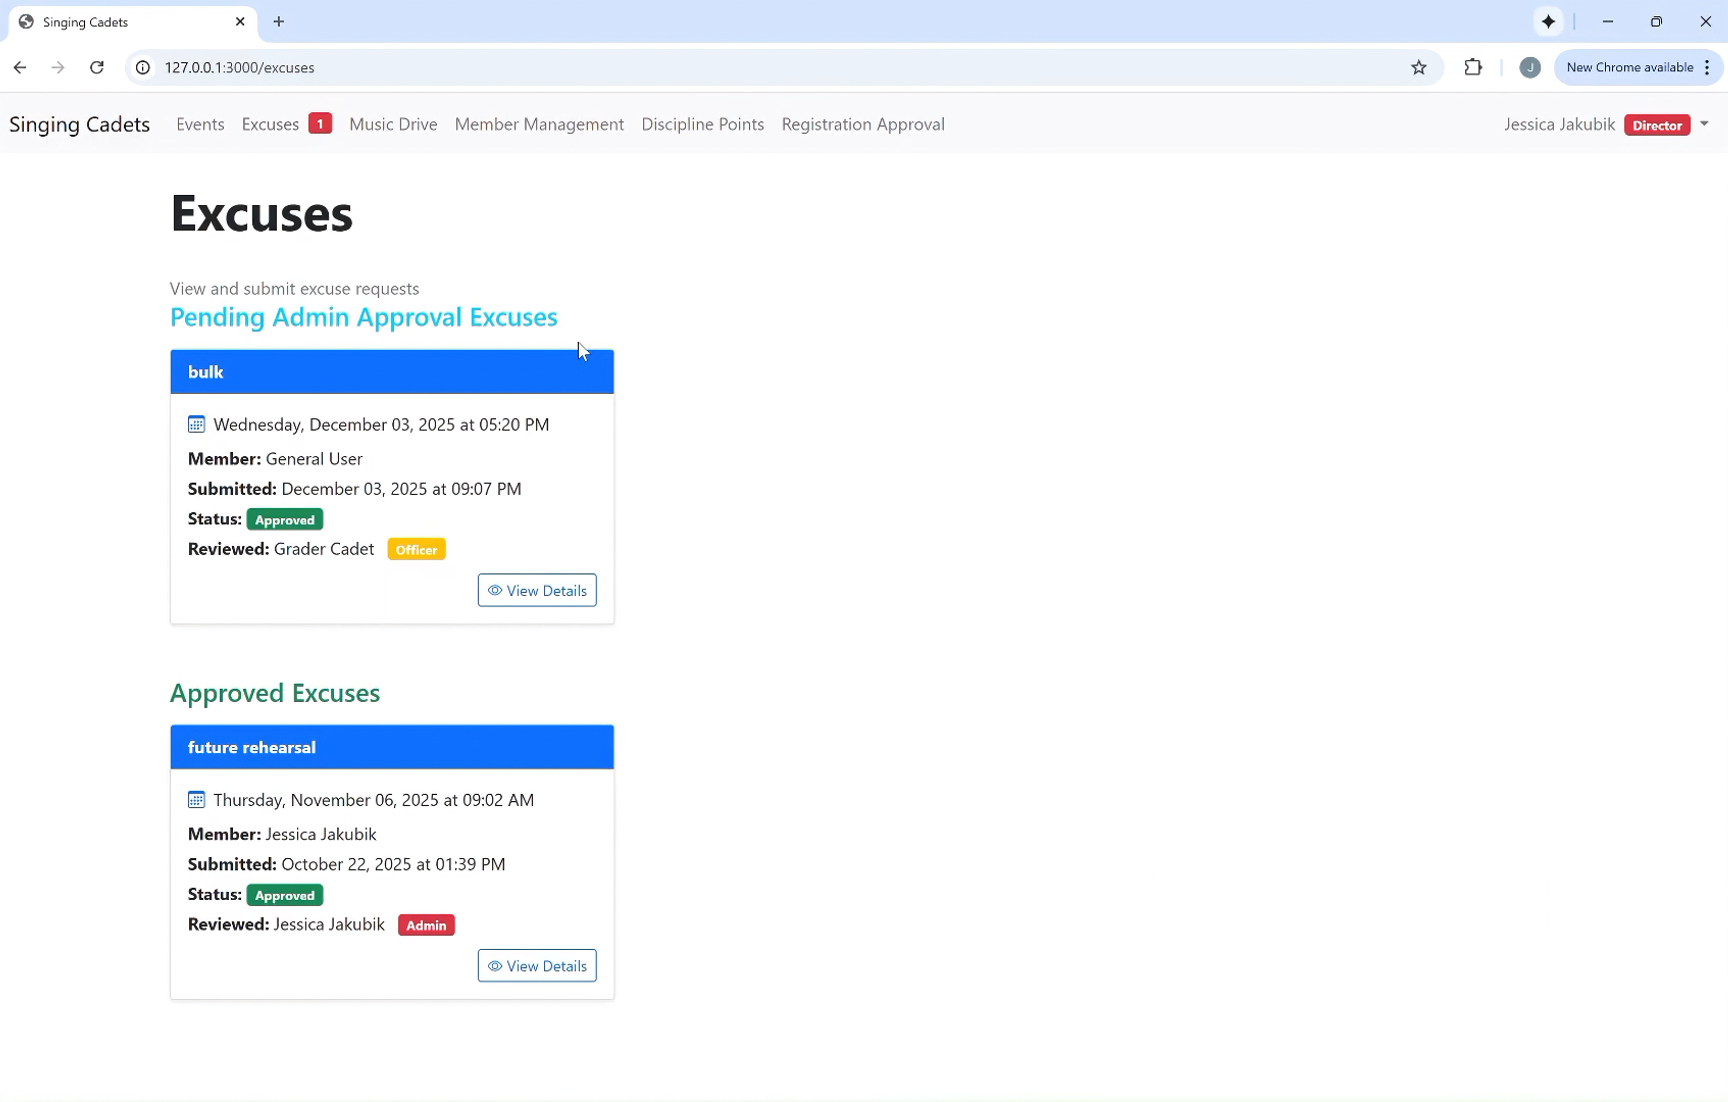 Singing Cadets
127.0.0.1:3000/excuses
J
New Chrome available
Singing Cadets Events Excuses 1 Music Drive Member Management Discipline Points Registration Approval Jessica Jakubik Director
Excuses
View and submit excuse requests
Pending Admin Approval Excuses
bulk
Wednesday, December 03, 2025 at 05:20 PM
Member: General User
Submitted: December 03, 2025 at 09:07 PM
Status: Approved
Reviewed: Grader Cadet Officer
View Details
Approved Excuses
future rehearsal
Thursday, November 06, 2025 at 09:02 AM
Member: Jessica Jakubik
Submitted: October 22, 2025 at 01:39 PM
Status: Approved
Reviewed: Jessica Jakubik Admin
View Details